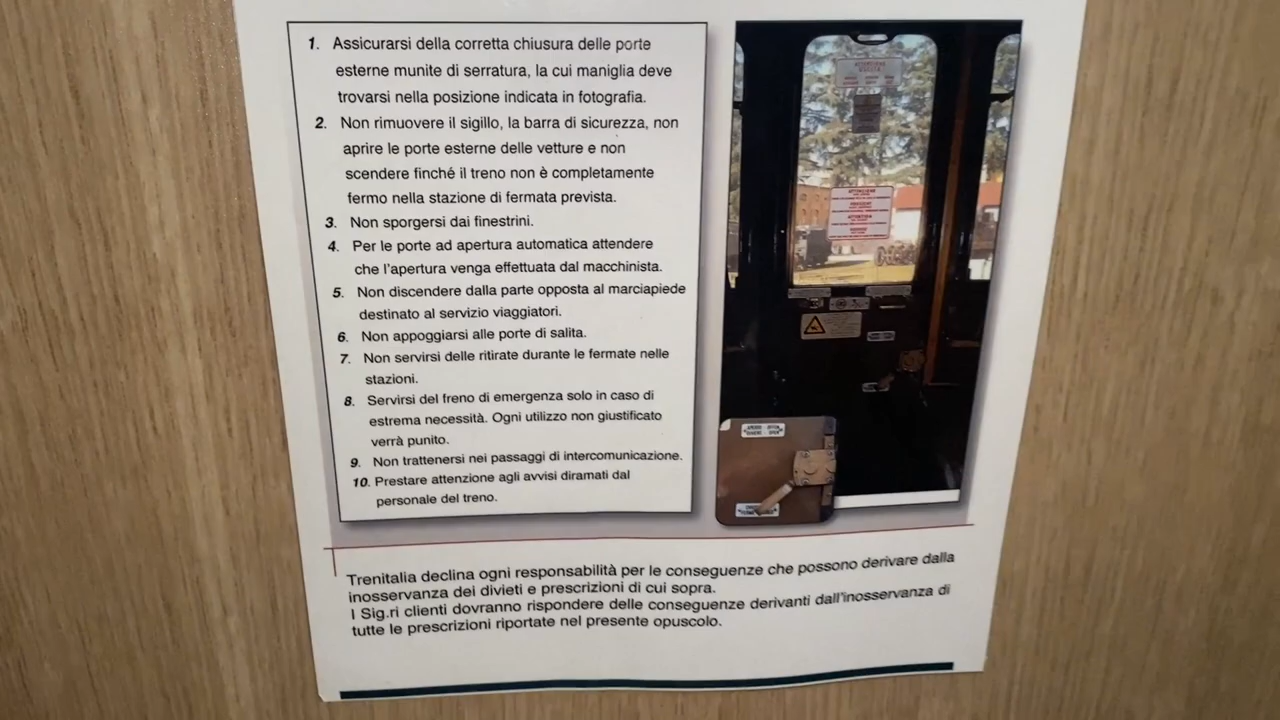 1. Assicurarsi della corretta chiusura delle porte
esterne munite di serratura, la cui maniglia deve
trovarsi nella posizione indicata in fotografia.
2. Non rimuovere il sigillo, la barra di sicurezza, non
aprire le porte esterne delle vetture e non
scendere finché il treno non è completamente
fermo nella stazione di fermata prevista.
3. Non sporgersi dai finestrini.
4. Per le porte ad apertura automatica attendere
che l'apertura venga effettuata dal macchinista.
5. Non discendere dalla parte opposta al marciapiede
destinato al servizio viaggiatori.
6. Non appoggiarsi alle porte di salita.
7. Non servirsi delle ritirate durante le fermate nelle
stazioni.
8. Servirsi del freno di emergenza solo in caso di
estrema necessità. Ogni utilizzo non giustificato
verrà punito.
9. Non trattenersi nei passaggi di intercomunicazione.
10. Prestare attenzione agli avvisi diramati dal
personale del treno.
Trenitalia declina ogni responsabilità per le conseguenze che possono derivare dalla
inosservanza dei divieti e prescrizioni di cui sopra.
I Sig.ri clienti dovranno rispondere delle conseguenze derivanti dall'inosservanza di
tutte le prescrizioni riportate nel presente opuscolo.